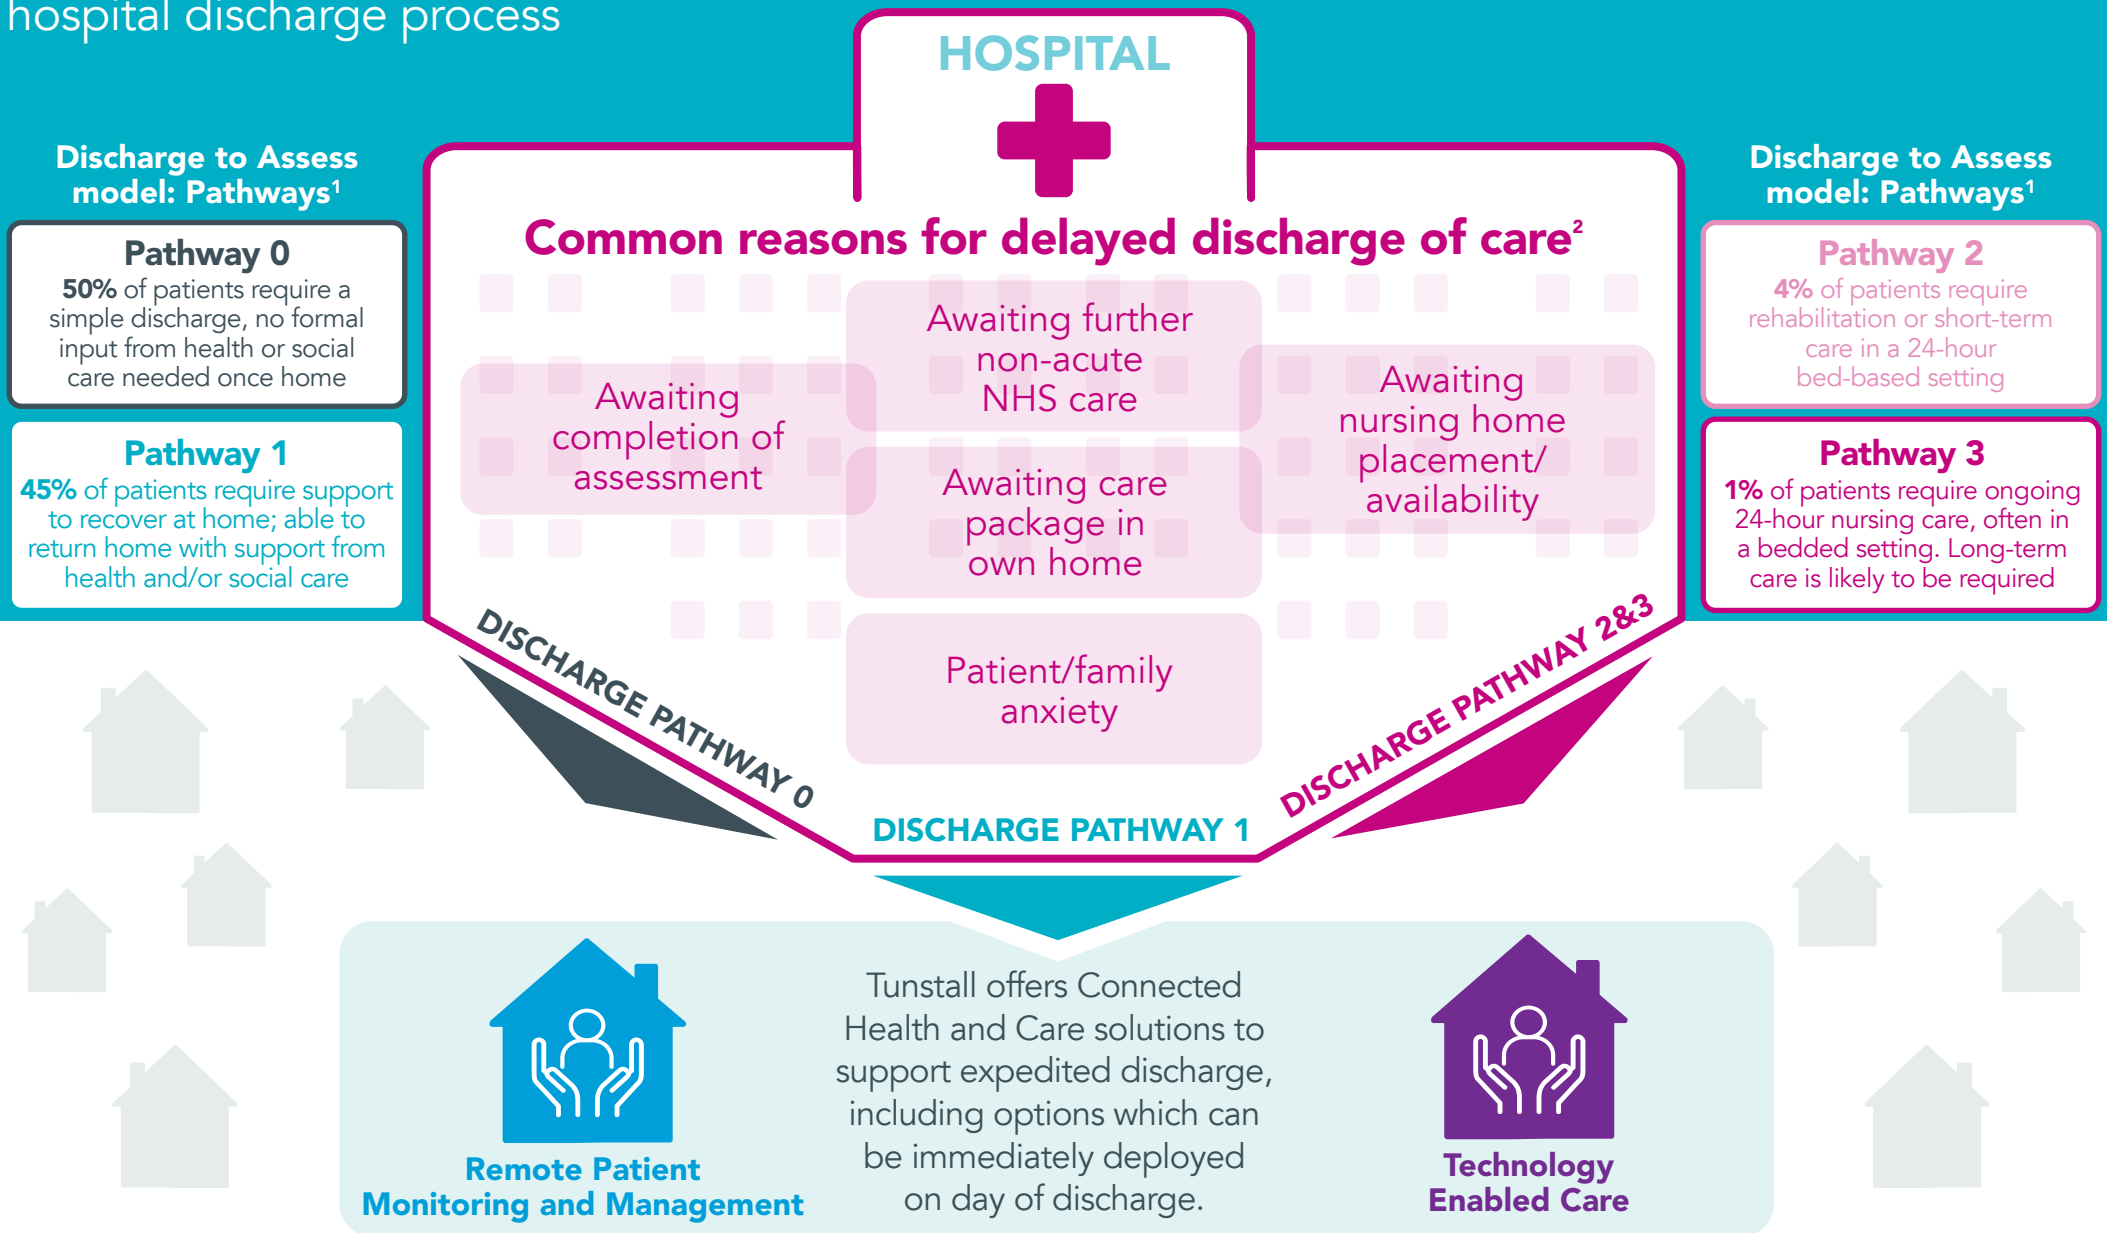 hospital discharge process
HOSPITAL
Discharge to Assess
model: Pathways¹
Pathway 0
50% of patients require a
simple discharge, no formal
input from health or social
care needed once home
Pathway 1
45% of patients require support
to recover at home; able to
return home with support from
health and/or social care
Common reasons for delayed discharge of care²
Awaiting
completion of
assessment
Awaiting further
non-acute
NHS care
Awaiting care
package in
own home
Patient/family
anxiety
Awaiting
nursing home
placement/
availability
Discharge to Assess
model: Pathways¹
Pathway 2
4% of patients require
rehabilitation or short-term
care in a 24-hour
bed-based setting
Pathway 3
1% of patients require ongoing
24-hour nursing care, often in
a bedded setting. Long-term
care is likely to be required
DISCHARGE PATHWAY 0
DISCHARGE PATHWAY 1
DISCHARGE PATHWAY 2&3
Remote Patient
Monitoring and Management
Tunstall offers Connected
Health and Care solutions to
support expedited discharge,
including options which can
be immediately deployed
on day of discharge.
Technology
Enabled Care